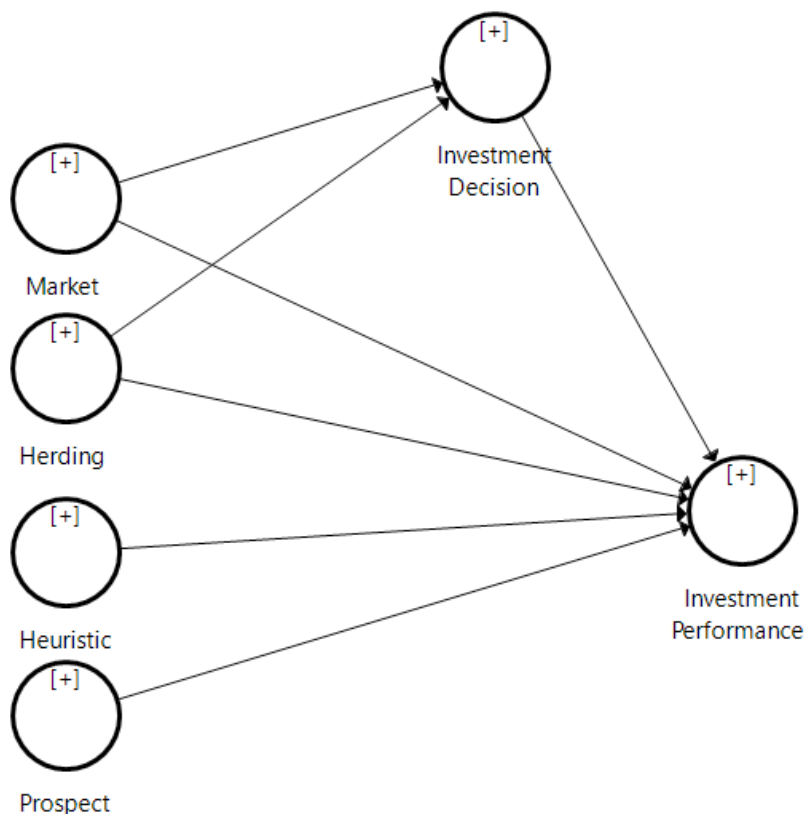 [+]
Investment
Decision
[+]
Market
[+]
Herding
[+]
Investment
Performance
[+]
Heuristic
[+]
Prospect